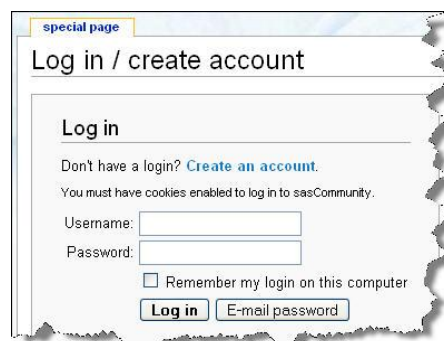 special page
Log in / create account
Log in
Don't have a login? Create an account.
You must have cookies enabled to log in to sasCommunity.
Username:
Password:
Remember my login on this computer
Log in E-mail password